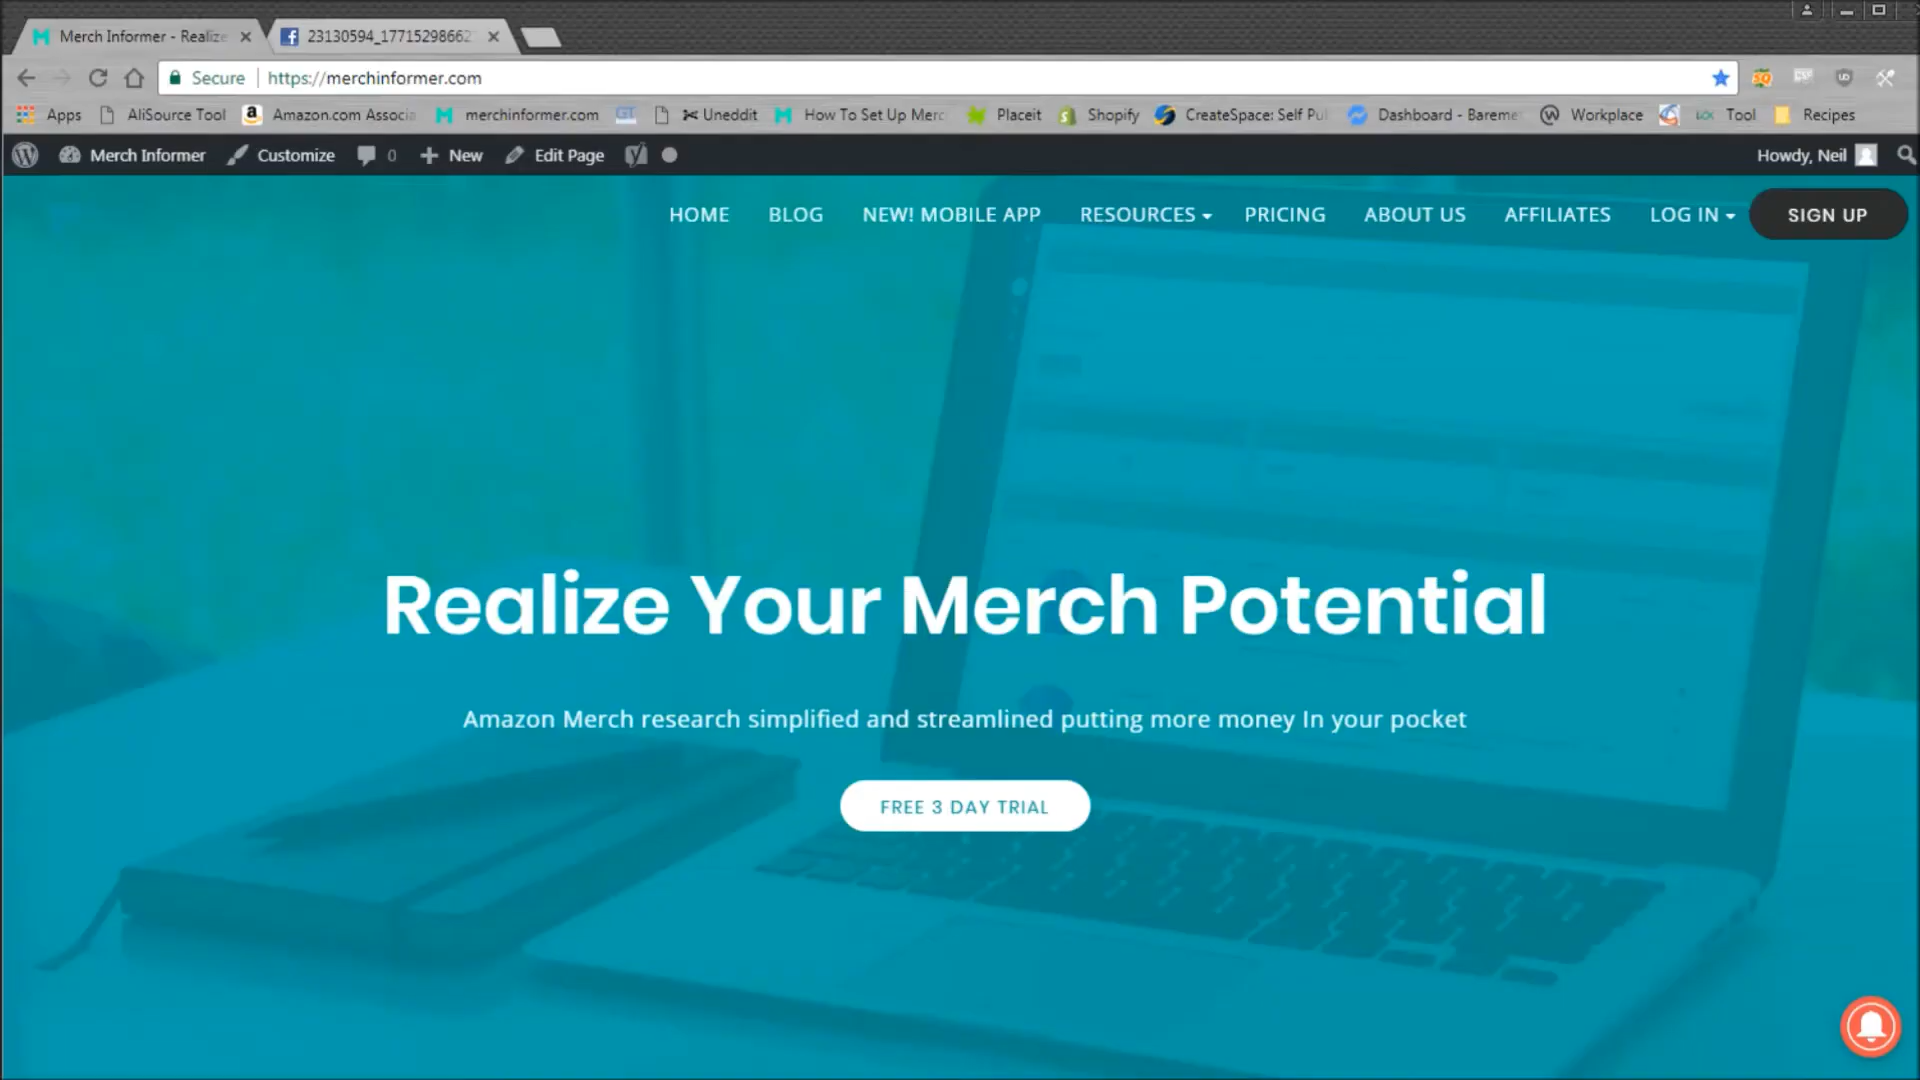 Merch Informer - Realize
23130594_1771529866
Secure https://merchinformer.com
Apps AliSource Tool Amazon.com Associa merchinformer.com Uneddit How To Set Up Merc Placeit Shopify CreateSpace: Self Pu Dashboard - Bareme Workplace Tool Recipes
Merch Informer Customize 0 New Edit Page Howdy, Neil
HOME BLOG NEW! MOBILE APP RESOURCES PRICING ABOUT US AFFILIATES LOG IN SIGN UP
Realize Your Merch Potential
Amazon Merch research simplified and streamlined putting more money In your pocket
FREE 3 DAY TRIAL